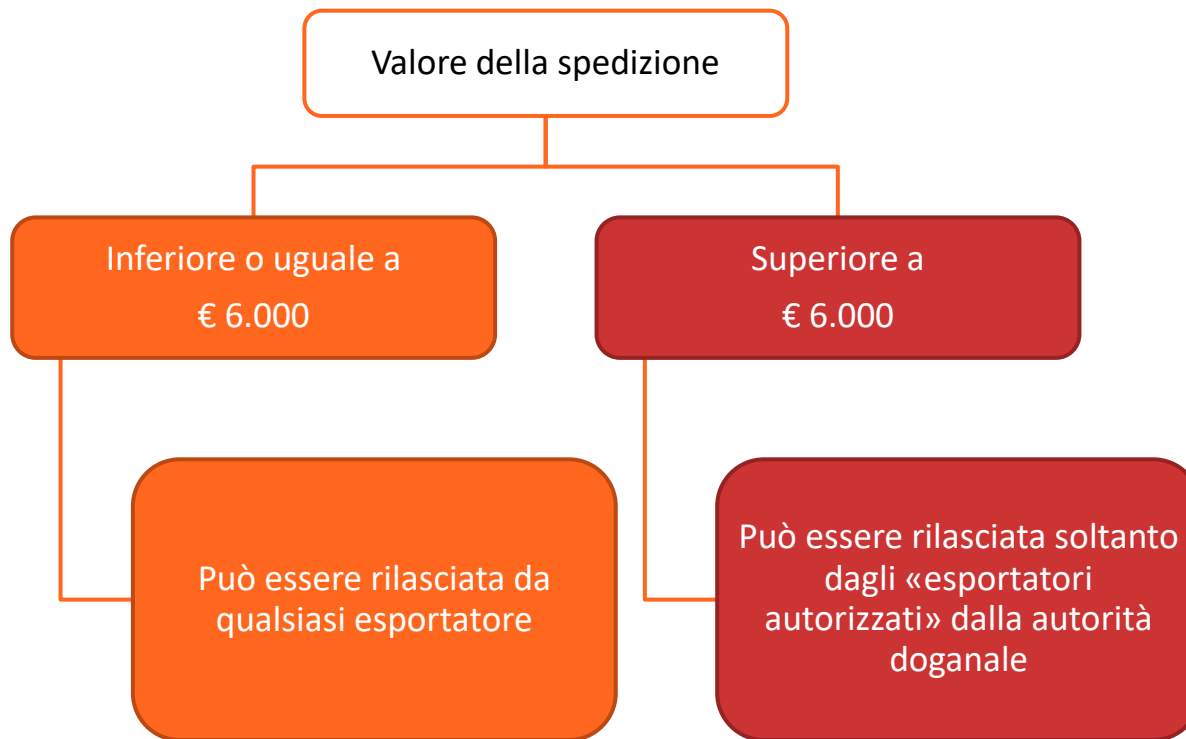 Valore della spedizione
Inferiore o uguale a
€ 6.000
Superiore a
€ 6.000
Può essere rilasciata da
qualsiasi esportatore
Può essere rilasciata soltanto
dagli «esportatori
autorizzati» dalla autorità
doganale